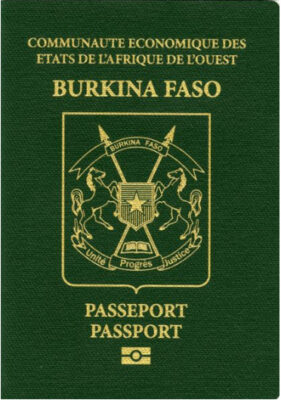 COMMUNAUTE ECONOMIQUE DES
ETATS DE L'AFRIQUE DE L'OUEST
BURKINA FASO
BURKINA FASO
Unité Progrès Justice
PASSEPORT
PASSPORT